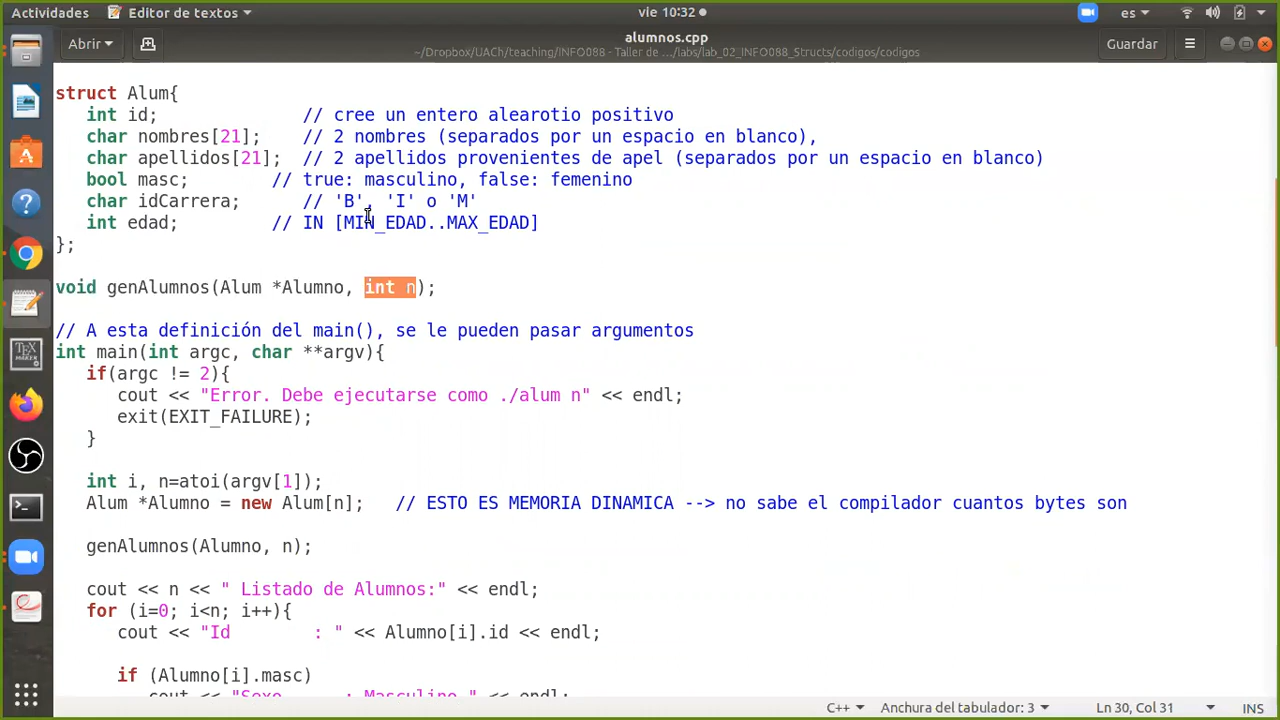 Actividades Editor de textos vie 10:32 es
Abrir alumnos.cpp Guardar
~/Dropbox/UACh/teaching/INFO088 - Taller de …/labs/lab_02_INFO088_Structs/codigos/codigos
struct Alum{
int id; // cree un entero alearotio positivo
char nombres[21]; // 2 nombres (separados por un espacio en blanco),
char apellidos[21]; // 2 apellidos provenientes de apel (separados por un espacio en blanco)
bool masc; // true: masculino, false: femenino
char idCarrera; // 'B', 'I' o 'M'
int edad; // IN [MIN_EDAD..MAX_EDAD]
};
void genAlumnos(Alum *Alumno, int n);
// A esta definición del main(), se le pueden pasar argumentos
int main(int argc, char **argv){
if(argc != 2){
cout << "Error. Debe ejecutarse como ./alum n" << endl;
exit(EXIT_FAILURE);
}
int i, n=atoi(argv[1]);
Alum *Alumno = new Alum[n]; // ESTO ES MEMORIA DINAMICA --> no sabe el compilador cuantos bytes son
genAlumnos(Alumno, n);
cout << n << " Listado de Alumnos:" << endl;
for (i=0; i<n; i++){
cout << "Id : " << Alumno[i].id << endl;
if (Alumno[i].masc)
cout << "Sexo : Masculino " << endl;
C++ Anchura del tabulador: 3 Ln 30, Col 31 INS